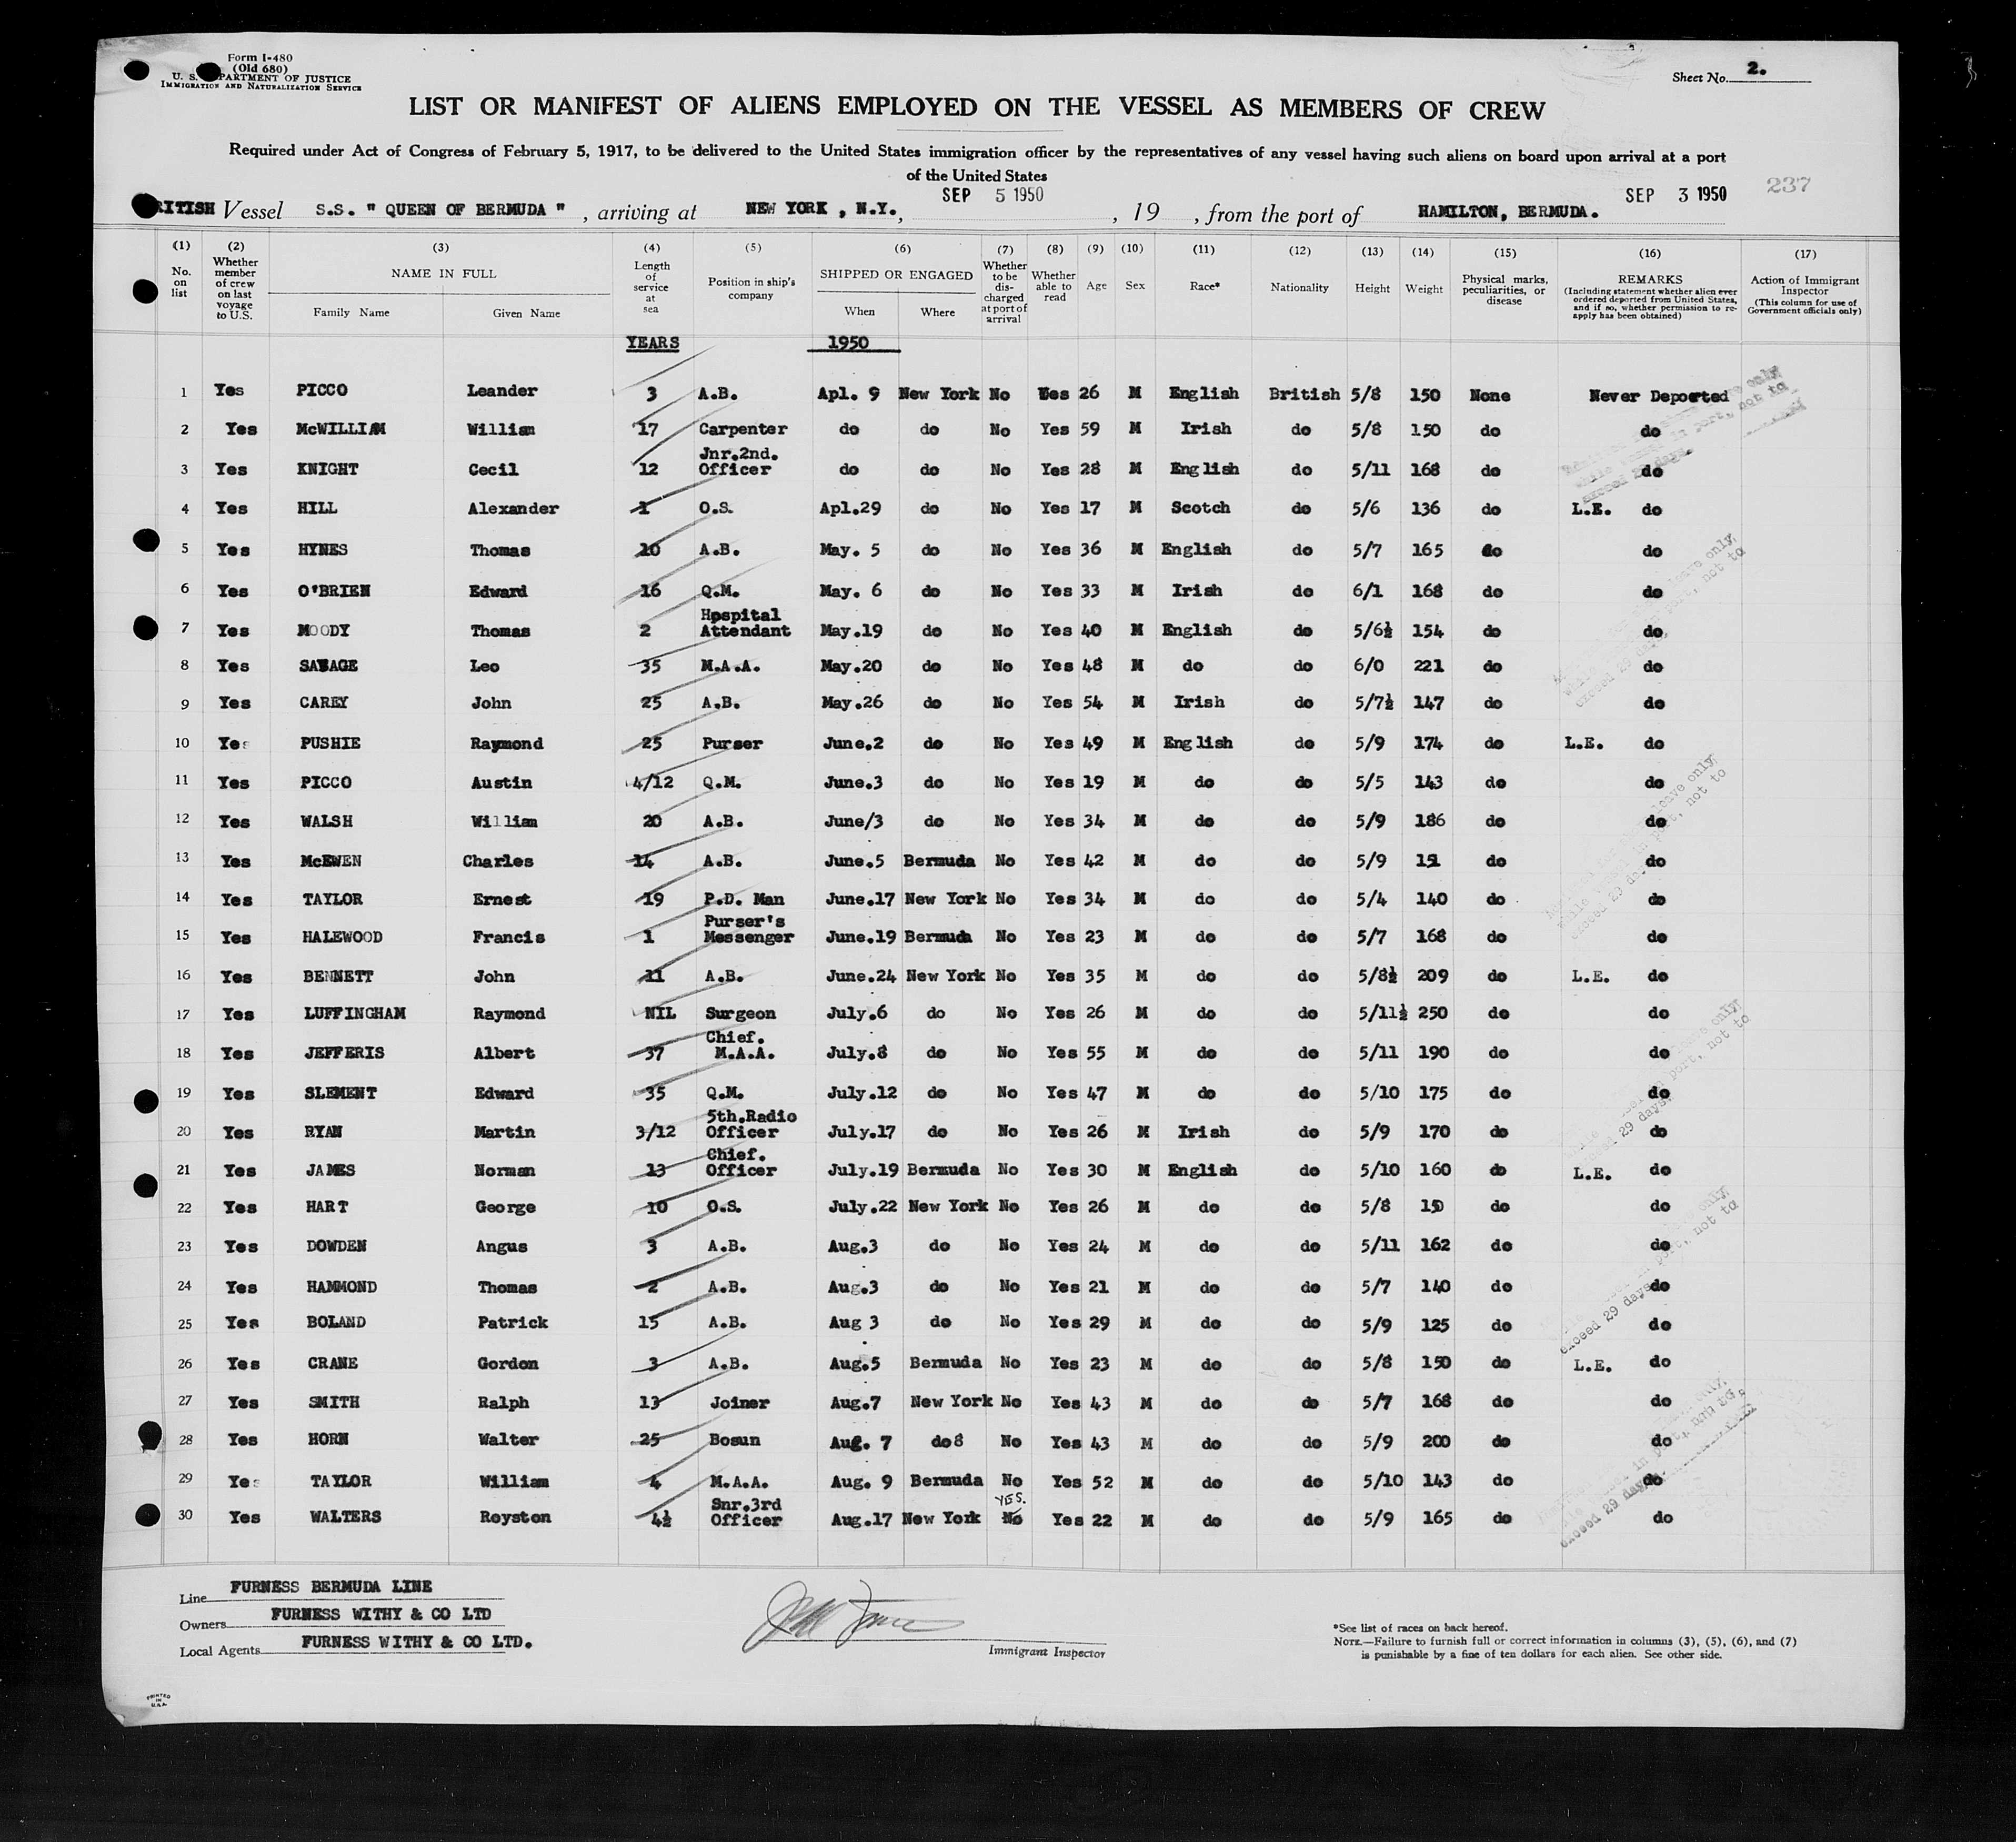 Form I-480
(Old 680)
U. S. DEPARTMENT OF JUSTICE
IMMIGRATION AND NATURALIZATION SERVICE
Sheet No. 2.
LIST OR MANIFEST OF ALIENS EMPLOYED ON THE VESSEL AS MEMBERS OF CREW
Required under Act of Congress of February 5, 1917, to be delivered to the United States immigration officer by the representatives of any vessel having such aliens on board upon arrival at a port
of the United States
237
RITISH Vessel S.S. " QUEEN OF BERMUDA " , arriving at NEW YORK , N.Y., SEP 5 1950 , 19 , from the port of HAMILTON, BERMUDA. SEP 3 1950
(1) (2) (3) (4) (5) (6) (7) (8) (9) (10) (11) (12) (13) (14) (15) (16) (17)
No. on list
Whether member of crew on last voyage to U.S.
NAME IN FULL
Family Name Given Name
Length of service at sea
Position in ship's company
SHIPPED OR ENGAGED
When Where
Whether to be discharged at port of arrival
Whether able to read
Age
Sex
Race*
Nationality
Height
Weight
Physical marks, peculiarities, or disease
REMARKS
(Including statement whether alien ever ordered deported from United States, and if so, whether permission to re-apply has been obtained)
Action of Immigrant Inspector
(This column for use of Government officials only)
YEARS 1950
1 Yes PICCO Leander 3 A.B. Apl. 9 New York No Yes 26 M English British 5/8 150 None Never Deported
2 Yes McWILLIAM William 17 Carpenter do do No Yes 59 M Irish do 5/8 150 do do
3 Yes KNIGHT Cecil 12 Jnr.2nd. Officer do do No Yes 28 M English do 5/11 168 do do
4 Yes HILL Alexander 1 O.S. Apl.29 do No Yes 17 M Scotch do 5/6 136 do L.E. do
5 Yes HYNES Thomas 10 A.B. May. 5 do No Yes 36 M English do 5/7 165 do do
6 Yes O'BRIEN Edward 16 Q.M. May. 6 do No Yes 33 M Irish do 6/1 168 do do
7 Yes MOODY Thomas 2 Hospital Attendant May.19 do No Yes 40 M English do 5/6½ 154 do do
8 Yes SAVAGE Leo 35 M.A.A. May.20 do No Yes 48 M do do 6/0 221 do do
9 Yes CAREY John 25 A.B. May.26 do No Yes 54 M Irish do 5/7½ 147 do do
10 Yes PUSHIE Raymond 25 Purser June.2 do No Yes 49 M English do 5/9 174 do L.E. do
11 Yes PICCO Austin 4/12 Q.M. June.3 do No Yes 19 M do do 5/5 143 do do
12 Yes WALSH William 20 A.B. June/3 do No Yes 34 M do do 5/9 186 do do
13 Yes McEWEN Charles 14 A.B. June.5 Bermuda No Yes 42 M do do 5/9 do do
14 Yes TAYLOR Ernest 19 P.D. Man June.17 New York No Yes 34 M do do 5/4 140 do do
15 Yes HALEWOOD Francis 1 Purser's Messenger June.19 Bermuda No Yes 23 M do do 5/7 168 do do
16 Yes BENNETT John 11 A.B. June.24 New York No Yes 35 M do do 5/8½ 209 do L.E. do
17 Yes LUFFINGHAM Raymond NIL Surgeon July.6 do No Yes 26 M do do 5/11½ 250 do do
18 Yes JEFFERIS Albert 37 Chief. M.A.A. July.8 do No Yes 55 M do do 5/11 190 do do
19 Yes SLEMENT Edward 35 Q.M. July.12 do No Yes 47 M do do 5/10 175 do do
20 Yes RYAN Martin 3/12 5th.Radio Officer July.17 do No Yes 26 M Irish do 5/9 170 do do
21 Yes JAMES Norman 13 Chief. Officer July.19 Bermuda No Yes 30 M English do 5/10 160 do L.E. do
22 Yes HART George 10 O.S. July.22 New York No Yes 26 M do do 5/8 150 do do
23 Yes DOWDEN Angus 3 A.B. Aug.3 do No Yes 24 M do do 5/11 162 do do
24 Yes HAMMOND Thomas 2 A.B. Aug.3 do No Yes 21 M do do 5/7 140 do do
25 Yes BOLAND Patrick 15 A.B. Aug 3 do No Yes 29 M do do 5/9 125 do do
26 Yes CRANE Gordon 3 A.B. Aug.5 Bermuda No Yes 23 M do do 5/8 150 do L.E. do
27 Yes SMITH Ralph 13 Joiner Aug.7 New York No Yes 43 M do do 5/7 168 do do
28 Yes HORN Walter 25 Bosun Aug. 7 do8 No Yes 43 M do do 5/9 200 do do
29 Yes TAYLOR William 4 M.A.A. Aug. 9 Bermuda No Yes 52 M do do 5/10 143 do do
30 Yes WALTERS Royston 4½ Snr.3rd Officer Aug.17 New York YES. No Yes 22 M do do 5/9 165 do do
Line FURNESS BERMUDA LINE
Owners FURNESS WITHY & CO LTD
Local Agents FURNESS WITHY & CO LTD.
Immigrant Inspector
*See list of races on back hereof.
NOTE.—Failure to furnish full or correct information in columns (3), (5), (6), and (7)
is punishable by a fine of ten dollars for each alien. See other side.
PRINTED IN U.S.A.